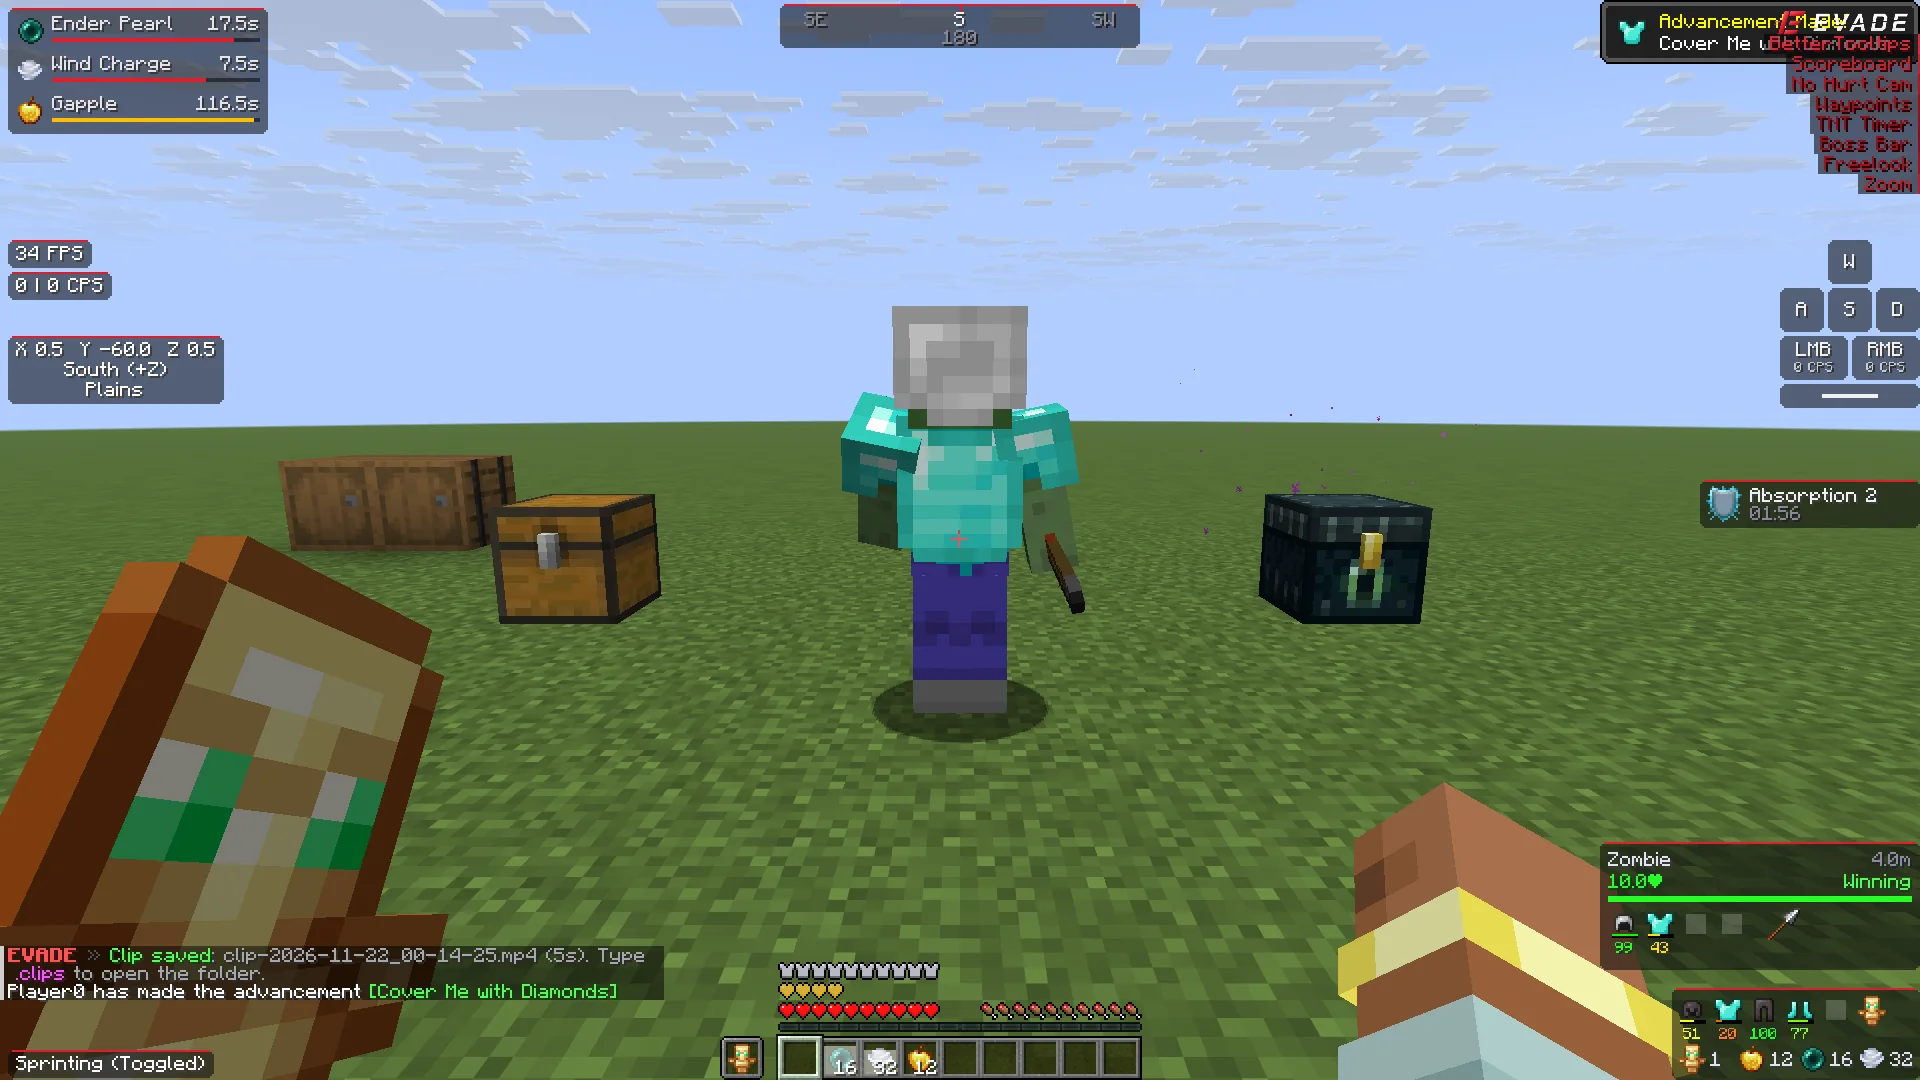 Ender Pearl 17.5s
Wind Charge 7.5s
Gapple 116.5s
SE S SW
180
Advancement Made!
EVADE
Cover Me
BetterTooltips
Scoreboard
No Hurt Cam
Waypoints
TNT Timer
Boss Bar
Freelook
Zoom
34 FPS
0 | 0 CPS
X 0.5 Y -60.0 Z 0.5
South (+Z)
Plains
W
A S D
LMB RMB
0 CPS 0 CPS
Absorption 2
01:56
Zombie 4.0m
10.0♥ Winning
99 43
EVADE » Clip saved: clip-2026-11-22_00-14-25.mp4 (5s). Type
.clips to open the folder.
Player0 has made the advancement [Cover Me with Diamonds]
Sprinting (Toggled)
16 32 12
51 20 100 77
1 12 16 32